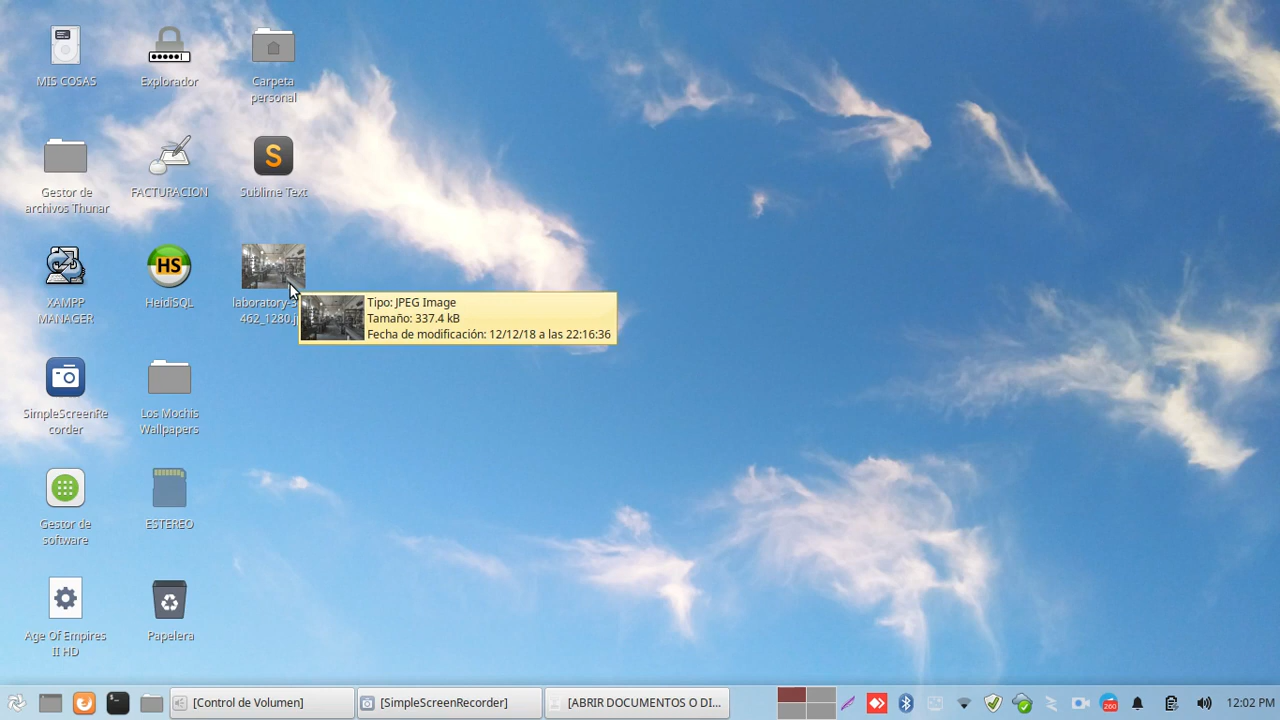 MIS COSAS
Explorador
Carpeta
personal
Gestor de
archivos Thunar
FACTURACION
S
Sublime Text
XAMPP
MANAGER
HS
HeidiSQL
462_1280.j
Tipo: JPEG Image
Tamaño: 337.4 kB
Fecha de modificación: 12/12/18 a las 22:16:36
SimpleScreenRe
corder
Los Mochis
Wallpapers
Gestor de
software
ESTEREO
Age Of Empires
II HD
Papelera
[Control de Volumen]
[SimpleScreenRecorder]
[ABRIR DOCUMENTOS O DI...
260
12:02 PM